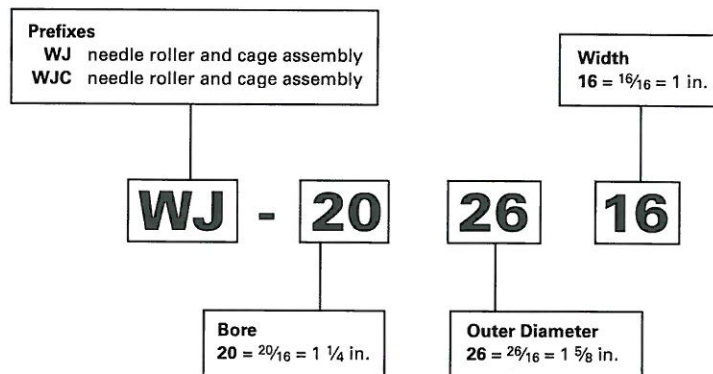 Prefixes
WJ needle roller and cage assembly
WJC needle roller and cage assembly
Width
16 = 16/16 = 1 in.
WJ - 20 26 16
Bore
20 = 20/16 = 1 1/4 in.
Outer Diameter
26 = 26/16 = 1 5/8 in.